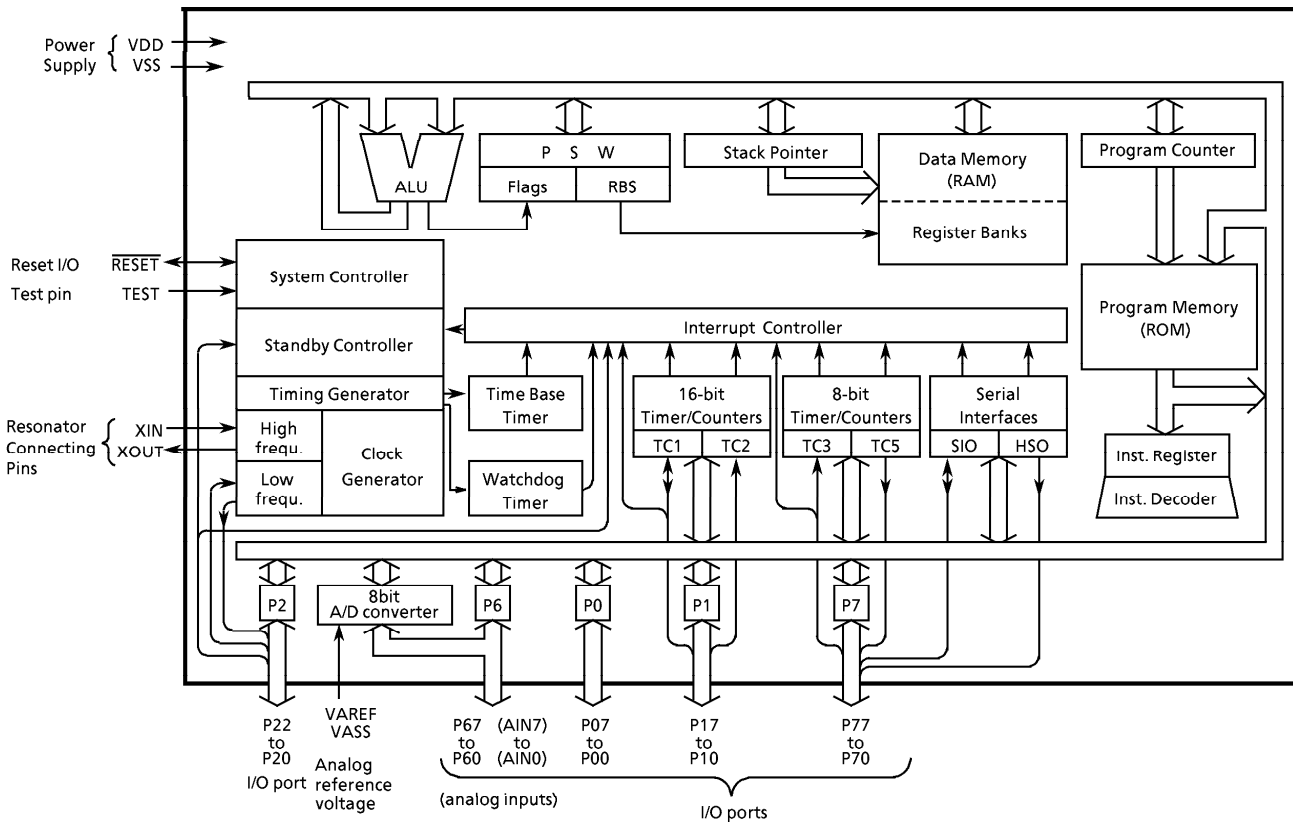 Power Supply
VDD
VSS
ALU
P S W
Flags
RBS
Stack Pointer
Data Memory
(RAM)
Register Banks
Program Counter
Reset I/O
RESET
Test pin
TEST
System Controller
Standby Controller
Timing Generator
High
frequ.
Low
frequ.
Clock
Generator
Interrupt Controller
Program Memory
(ROM)
Time Base
Timer
16-bit
Timer/Counters
TC1
TC2
8-bit
Timer/Counters
TC3
TC5
Serial
Interfaces
SIO
HSO
Resonator
Connecting
Pins
XIN
XOUT
Watchdog
Timer
Inst. Register
Inst. Decoder
P2
8bit
A/D converter
P6
P0
P1
P7
P22
to
P20
I/O port
VAREF
VASS
Analog
reference
voltage
P67
to
P60
(AIN7)
to
(AIN0)
(analog inputs)
P07
to
P00
P17
to
P10
P77
to
P70
I/O ports